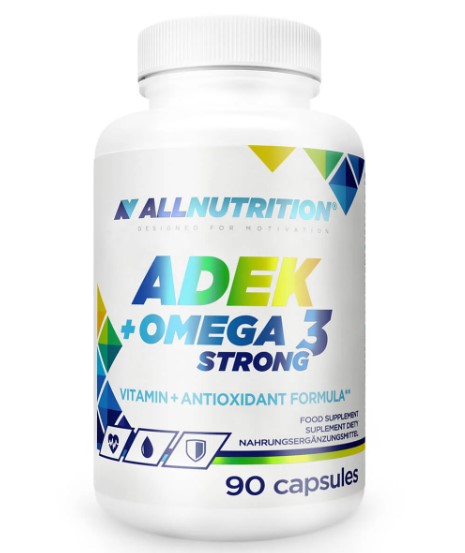 ALLNUTRITION®
DESIGNED FOR MOTIVATION
ADEK
+ OMEGA 3
STRONG
VITAMIN + ANTIOXIDANT FORMULA**
FOOD SUPPLEMENT
SUPLEMENT DIETY
NAHRUNGSERGÄNZUNGSMITTEL
90 capsules